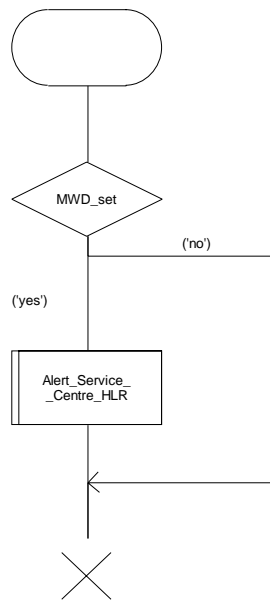 MWD_set
('no')
('yes')
Alert_Service_
_Centre_HLR